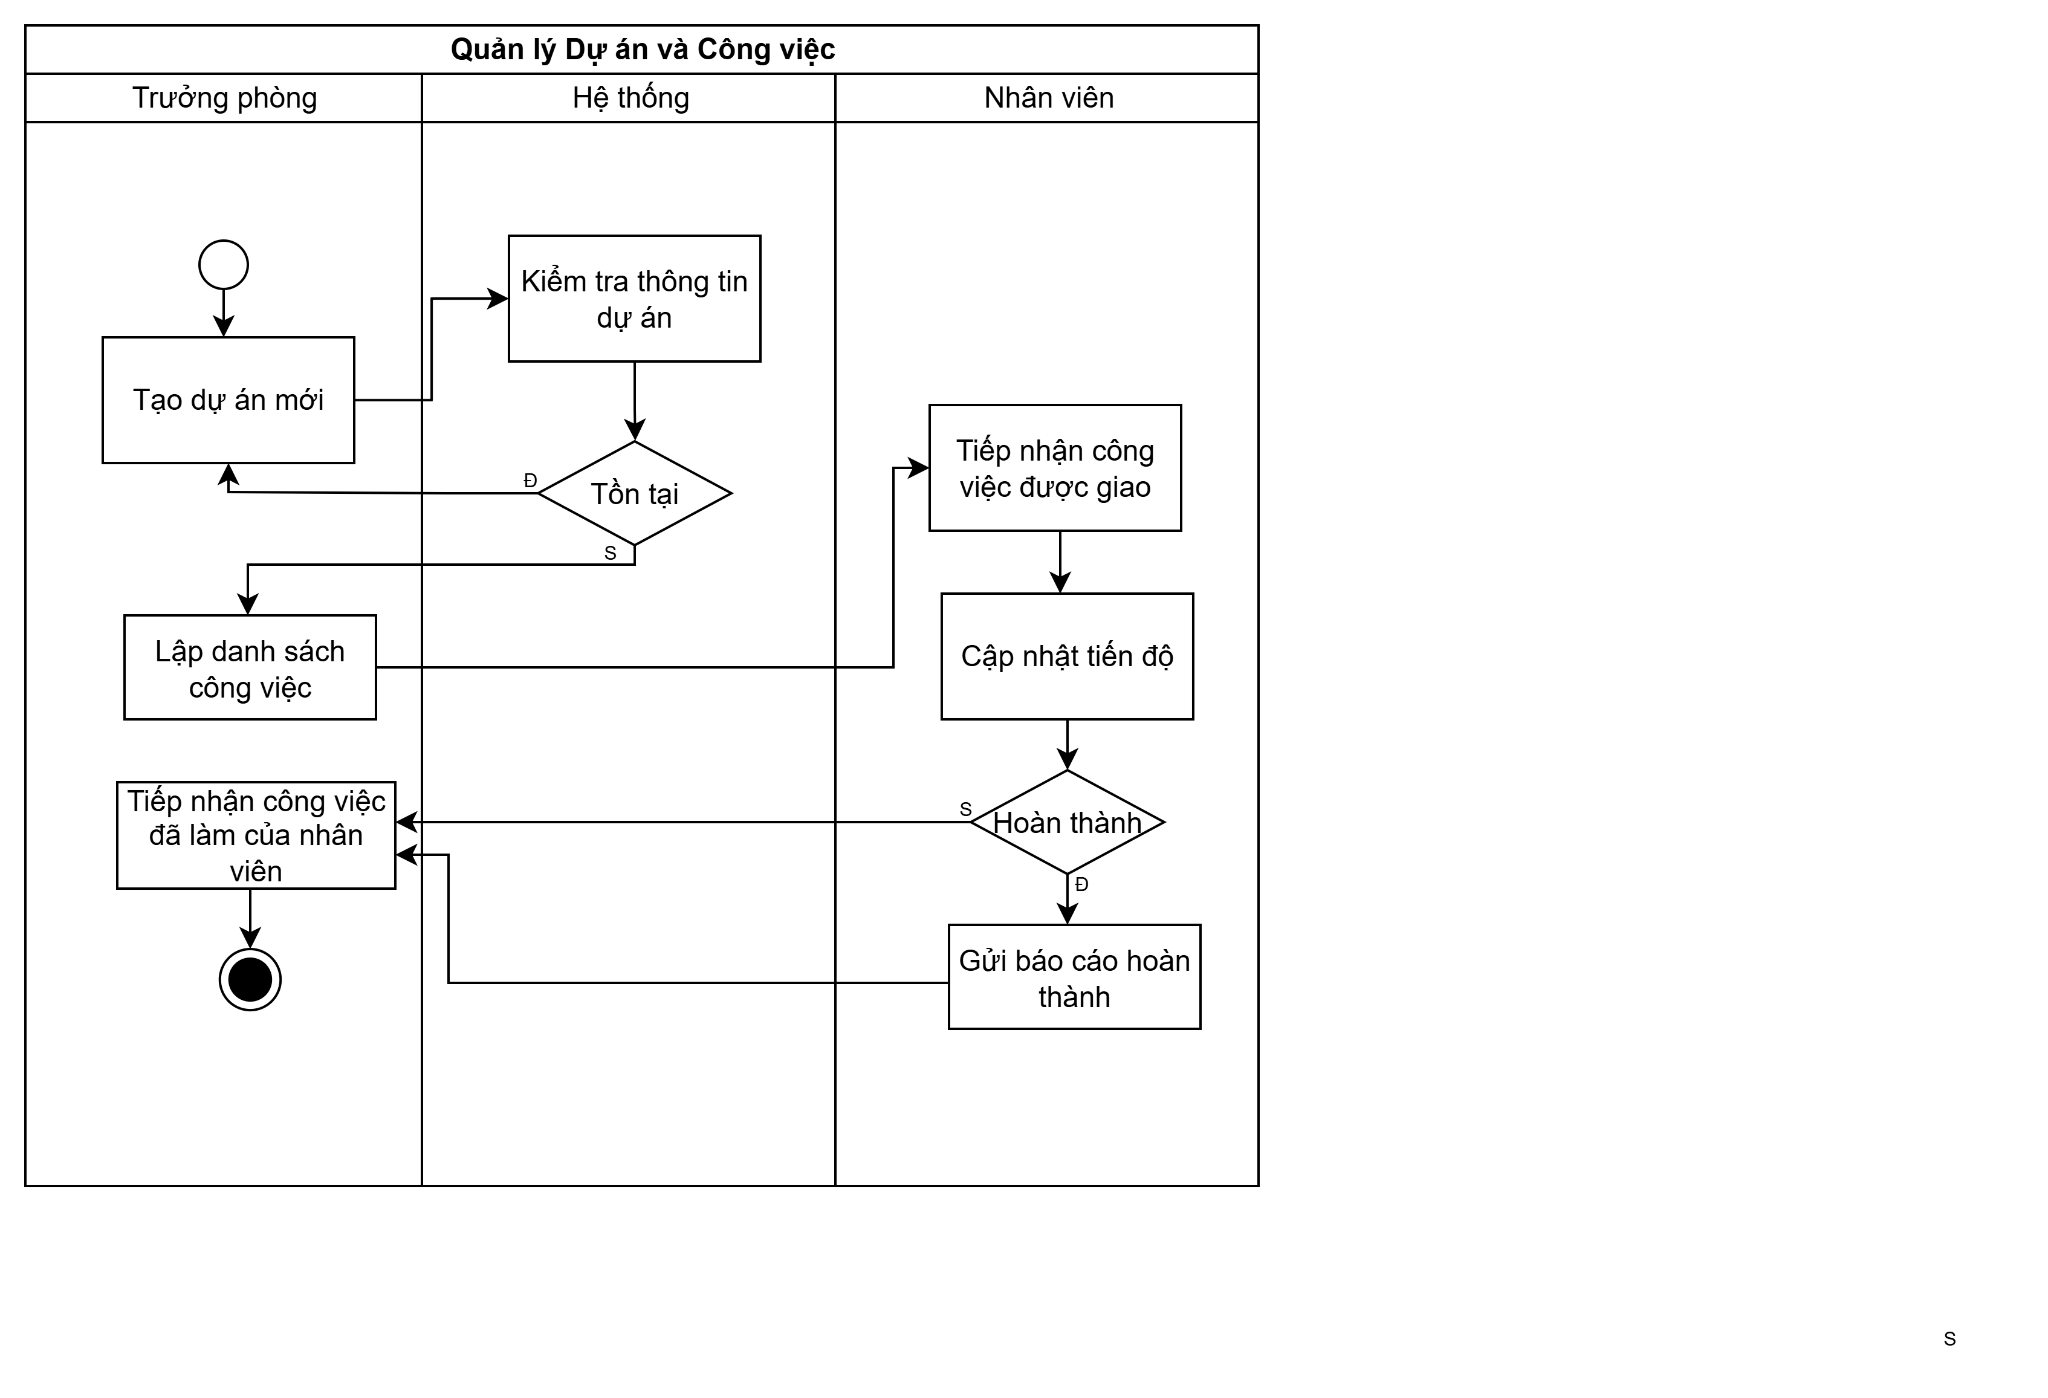 Quản lý Dự án và Công việc
Trưởng phòng
Hệ thống
Nhân viên
Kiểm tra thông tin
dự án
Tạo dự án mới
Tiếp nhận công
việc được giao
Đ
Tồn tại
S
Lập danh sách
công việc
Cập nhật tiến độ
Tiếp nhận công việc
đã làm của nhân
viên
S
Hoàn thành
Đ
Gửi báo cáo hoàn
thành
S